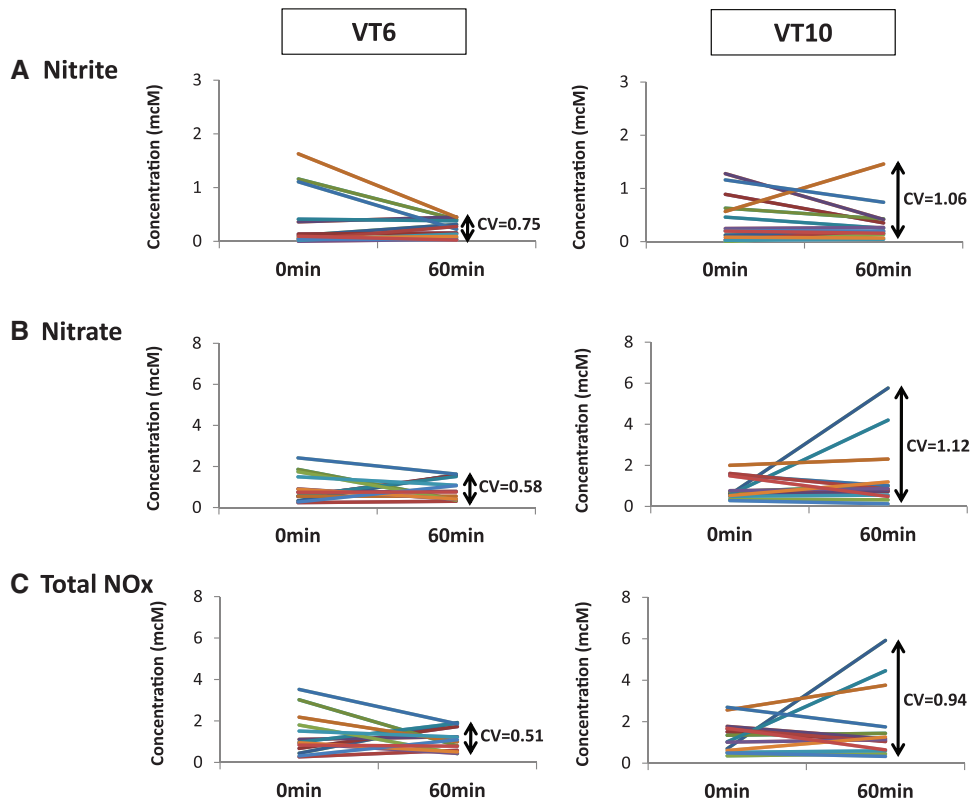 VT6 VT10
A Nitrite
Concentration (mcM)
3
2
1
0
0min 60min
CV=0.75
Concentration (mcM)
3
2
1
0
0min 60min
CV=1.06
B Nitrate
Concentration (mcM)
8
6
4
2
0
0min 60min
CV=0.58
Concentration (mcM)
8
6
4
2
0
0min 60min
CV=1.12
C Total NOx
Concentration (mcM)
8
6
4
2
0
0min 60min
CV=0.51
Concentration (mcM)
8
6
4
2
0
0min 60min
CV=0.94